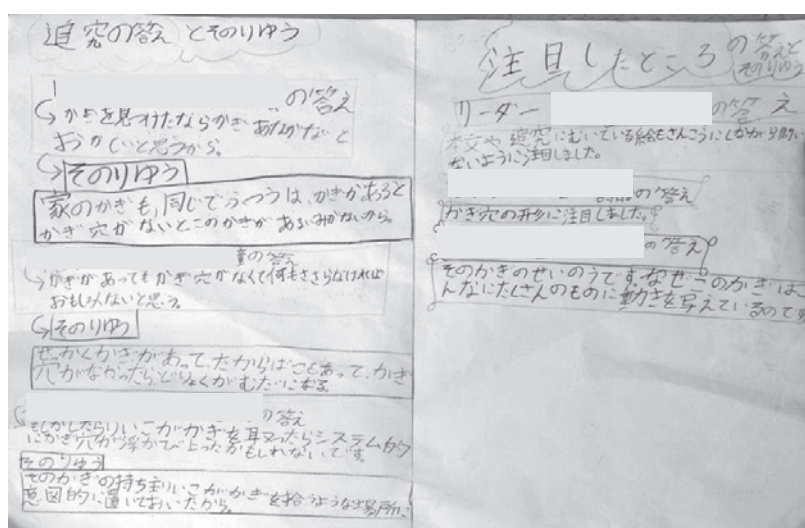 追究の答えとそのりゆう
の答え
かぎを見つけたならかぎあながないと
おかしいと思うから。
そのりゆう
家のかぎも、同じでふつうは、かぎがあると
かぎ穴がないとこのかぎがあるいみがないから。
の答え
かぎがあってもかぎ穴がなくて何もささらなければ
おもしろくないと思う。
そのりゆう
せっかくかぎがあって、たからばこもあって、かぎ
穴がなかったらどりょくがむだになる
の答え
もしかしたらりいこがかぎを取ったらシステム的
にかぎ穴が浮かび上ったかもしれないです。
そのりゆう
そのかぎの持ち主りいこがかぎを拾うような場所に
意図的に置いておいたから。
注目したところの答えと
そのりゆう
リーダー の答え
本文や追究にむいている絵もさんこうにしながら
ないように注目しました。
の答え
かぎ穴の形に注目しました。
の答え
そのかぎのせいのうです。なぜこのかぎはこ
んなにたくさんのものに動きを写えているのです